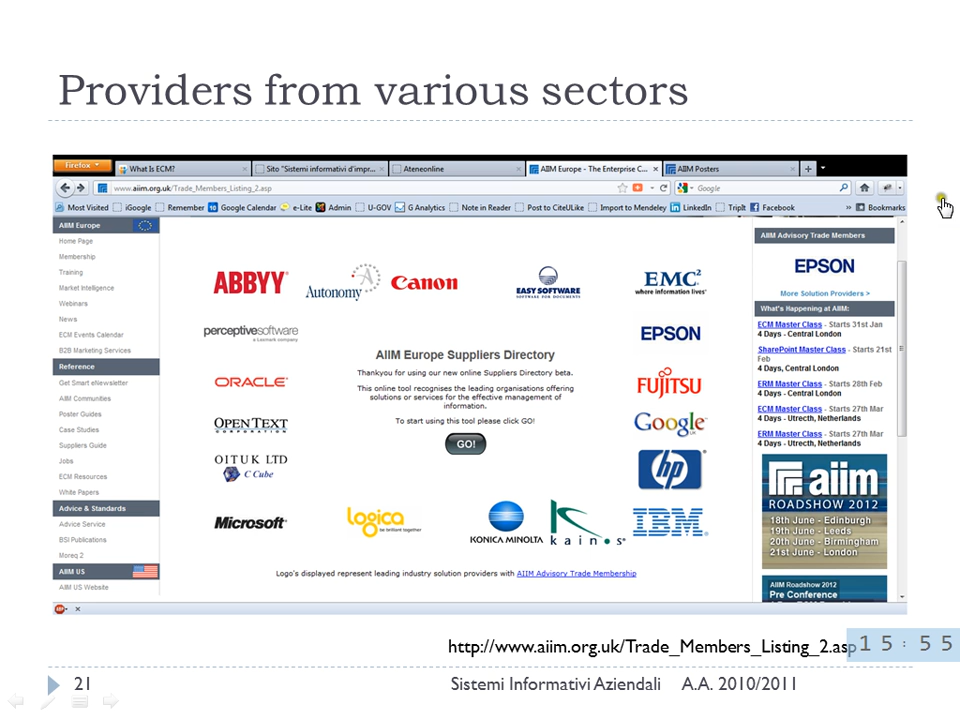 Providers from various sectors
Firefox
What Is ECM?
Sito "Sistemi informativi d'impr...
Ateneonline
AIIM Europe - The Enterprise C...
AIIM Posters
www.aiim.org.uk/Trade_Members_Listing_2.asp
Google
Most Visited iGoogle Remember Google Calendar e-Lite Admin U-GOV G Analytics Note in Reader Post to CiteULike Import to Mendeley LinkedIn TripIt Facebook » Bookmarks
AIIM Europe
Home Page
Membership
Training
Market Intelligence
Webinars
News
ECM Events Calendar
B2B Marketing Services
Reference
Get Smart eNewsletter
AIIM Communities
Poster Guides
Case Studies
Suppliers Guide
Jobs
ECM Resources
White Papers
Advice & Standards
Advice Service
BSI Publications
Moreq 2
AIIM US
AIIM US Website
ABBYY
Autonomy
Canon
EASY SOFTWARE
SOFTWARE FOR DOCUMENTS
EMC²
where information lives®
perceptivesoftware
a Lexmark company
EPSON
ORACLE
FUJITSU
OPEN TEXT
CORPORATION
Google
UK
OITUK LTD
C Cube
hp
Microsoft
logica
be brilliant together
KONICA MINOLTA
kainos
IBM
AIIM Europe Suppliers Directory
Thankyou for using our new online Suppliers Directory beta.
This online tool recognises the leading organisations offering
solutions or services for the effective management of
information.
To start using this tool please click GO!
GO!
Logo's displayed represent leading industry solution providers with AIIM Advisory Trade Membership
AIIM Advisory Trade Members
EPSON
More Solution Providers >
What's Happening at AIIM:
ECM Master Class - Starts 31st Jan
4 Days - Central London
SharePoint Master Class - Starts 21st
Feb
4 Days, Central London
ERM Master Class - Starts 28th Feb
4 Days - Central London
ECM Master Class - Starts 27th Mar
4 Days - Utrecht, Netherlands
ERM Master Class - Starts 27th Mar
4 Days - Utrecth, Netherlands
aiim
ROADSHOW 2012
18th June - Edinburgh
19th June - Leeds
20th June - Birmingham
21st June - London
AIIM Roadshow 2012
Pre Conference
ABP
http://www.aiim.org.uk/Trade_Members_Listing_2.asp
15:55
21
Sistemi Informativi Aziendali A.A. 2010/2011